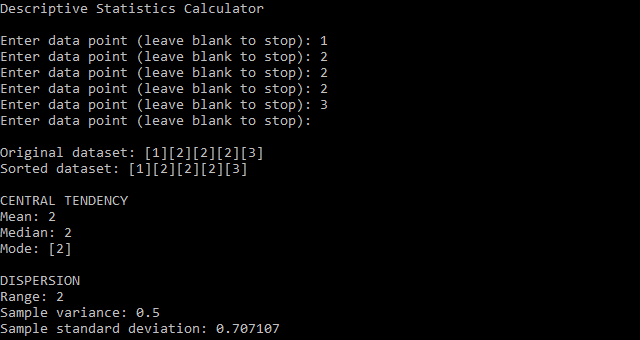 Descriptive Statistics Calculator
Enter data point (leave blank to stop): 1
Enter data point (leave blank to stop): 2
Enter data point (leave blank to stop): 2
Enter data point (leave blank to stop): 2
Enter data point (leave blank to stop): 3
Enter data point (leave blank to stop):
Original dataset: [1][2][2][2][3]
Sorted dataset: [1][2][2][2][3]
CENTRAL TENDENCY
Mean: 2
Median: 2
Mode: [2]
DISPERSION
Range: 2
Sample variance: 0.5
Sample standard deviation: 0.707107